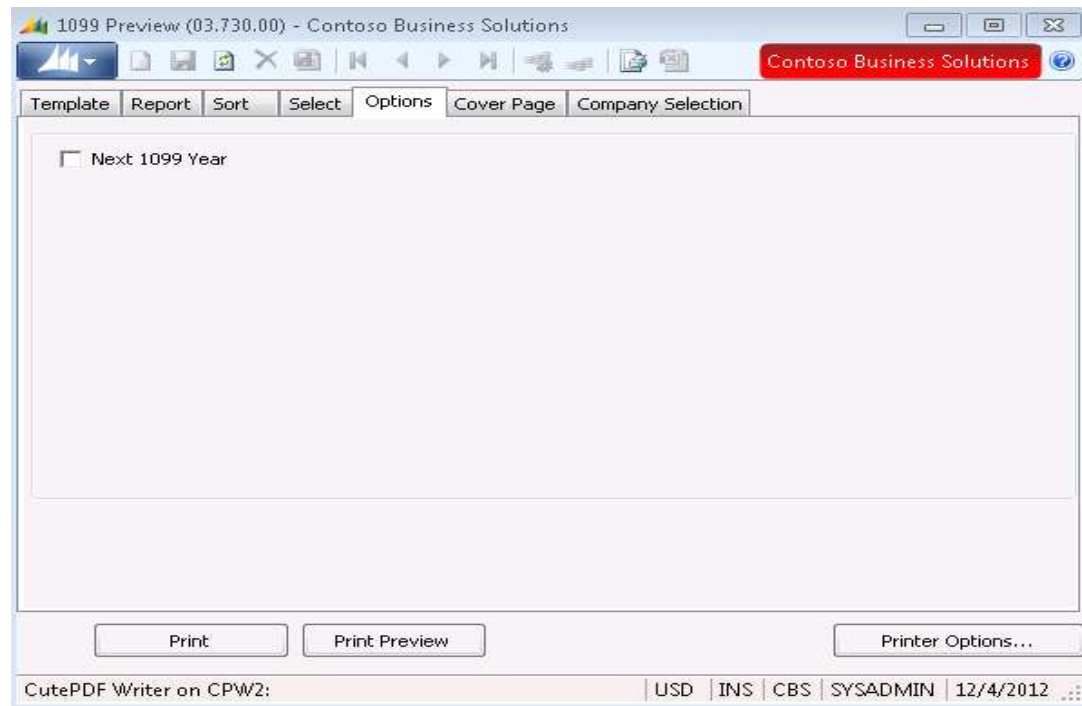 1099 Preview (03.730.00) - Contoso Business Solutions
Contoso Business Solutions
Template Report Sort Select Options Cover Page Company Selection
Next 1099 Year
Print Print Preview Printer Options...
CutePDF Writer on CPW2: USD INS CBS SYSADMIN 12/4/2012